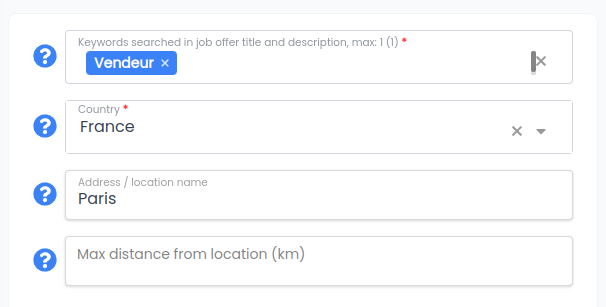 Keywords searched in job offer title and description, max: 1 (1) *
Vendeur ×
Country *
France
Address / location name
Paris
Max distance from location (km)